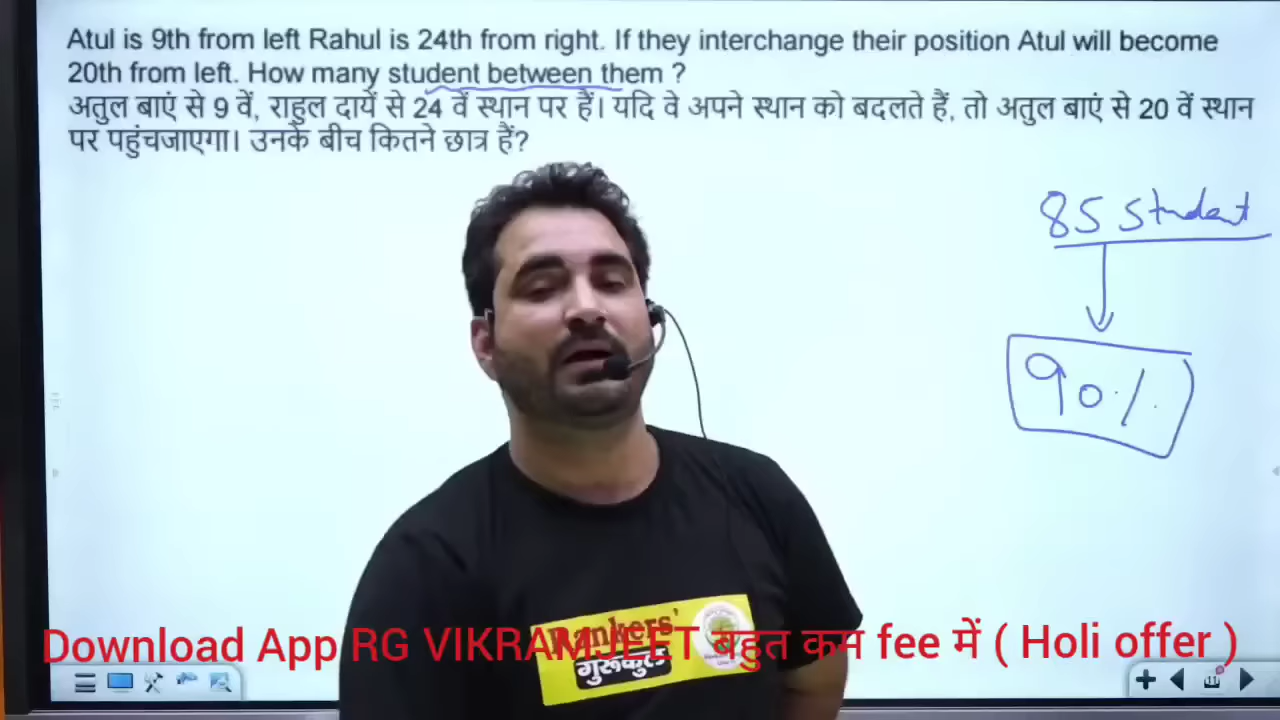 Atul is 9th from left Rahul is 24th from right. If they interchange their position Atul will become
20th from left. How many student between them ?
अतुल बाएं से 9 वें, राहुल दायें से 24 वें स्थान पर हैं। यदि वे अपने स्थान को बदलते हैं, तो अतुल बाएं से 20 वें स्थान
पर पहुंचजाएगा। उनके बीच कितने छात्र हैं?
85 Student
90%
Rankers'
गुरुकुल
Download App RG VIKRAMJEET बहुत कम fee में ( Holi offer )
11